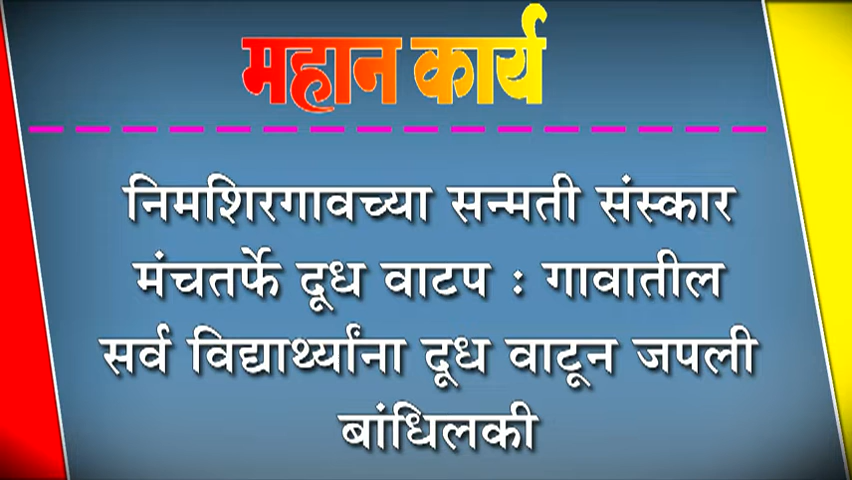 महान कार्य
निमशिरगावच्या सन्मती संस्कार
मंचतर्फे दूध वाटप : गावातील
सर्व विद्यार्थ्यांना दूध वाटून जपली
बांधिलकी